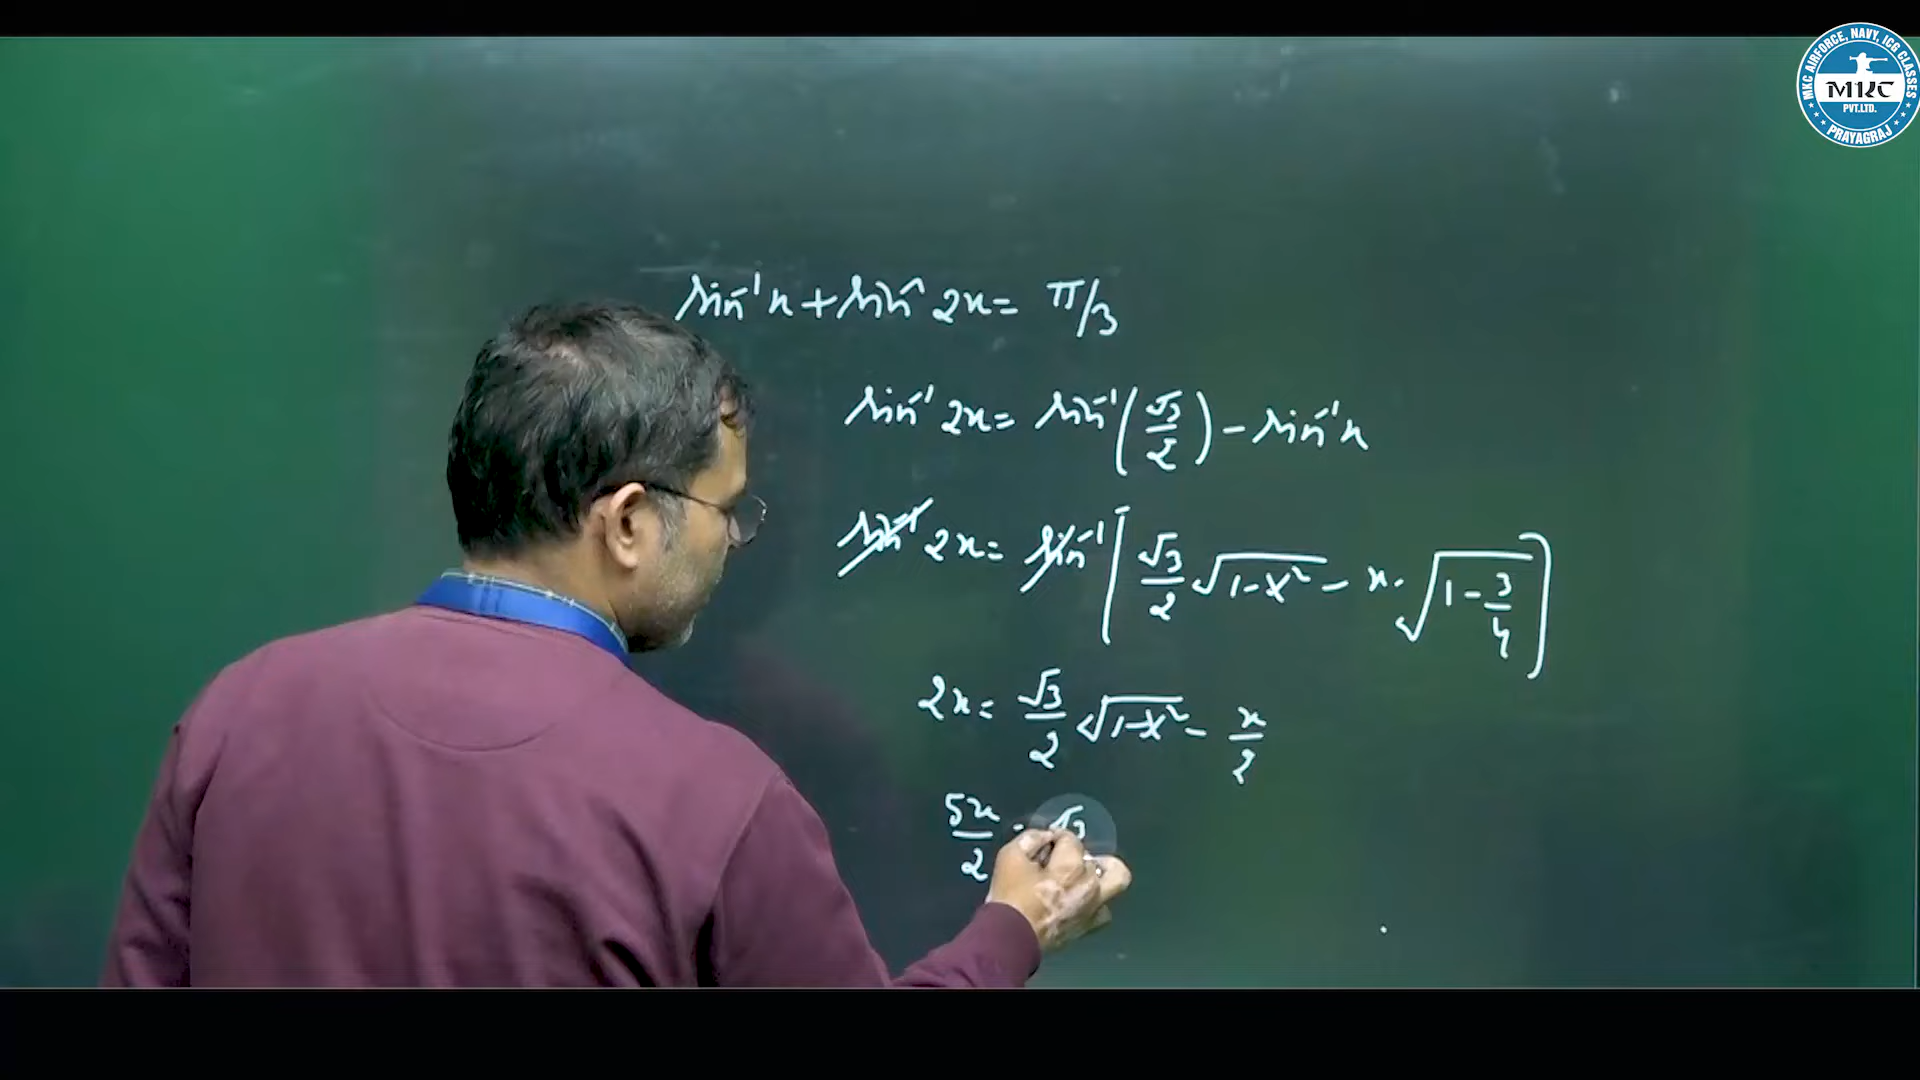 sin⁻¹x + sin⁻¹ 2x = π/3
sin⁻¹ 2x = sin⁻¹(√3/2) - sin⁻¹x
sin⁻¹ 2x = sin⁻¹[√3/2 √1-x² - x·√1-3/4]
2x = √3/2 √1-x² - x/2
5x/2 = √3
MKC AIRFORCE, NAVY, ICG CLASSES
MKC
PVT.LTD.
PRAYAGRAJ